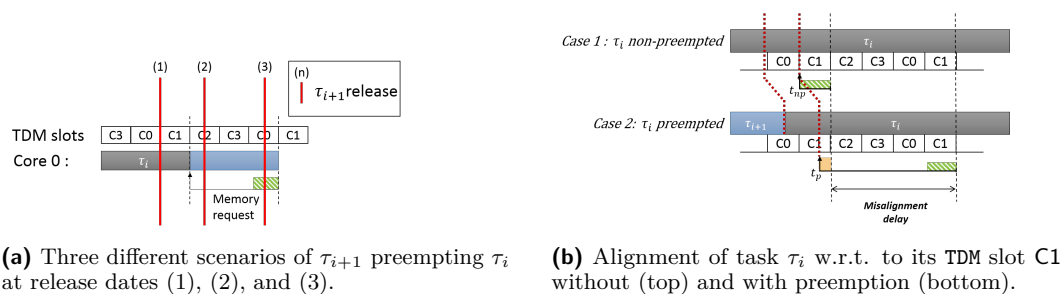 (1) (2) (3)
(n)
τi+1 release
TDM slots C3 C0 C1 C2 C3 C0 C1
Core 0 : τi
Memory
request
(a) Three different scenarios of τi+1 preempting τi
at release dates (1), (2), and (3).
Case 1 : τi non-preempted τi
C0 C1 C2 C3 C0 C1
tnp
Case 2: τi preempted τi+1 τi
C0 C1 C2 C3 C0 C1
tp
Misalignment
delay
(b) Alignment of task τi w.r.t. to its TDM slot C1
without (top) and with preemption (bottom).